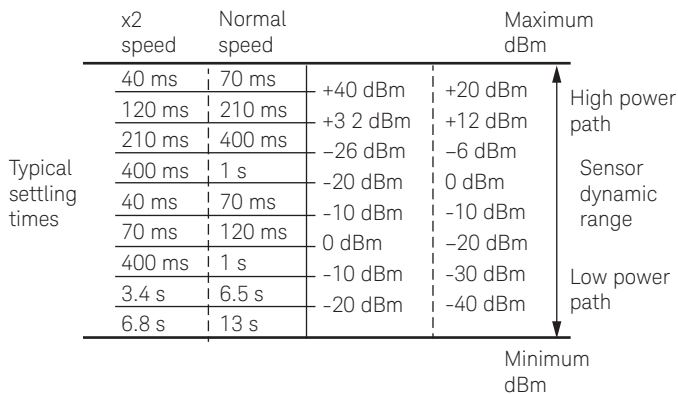 x2 speed Normal speed Maximum dBm
40 ms 70 ms
+40 dBm +20 dBm
120 ms 210 ms
+3 2 dBm +12 dBm
210 ms 400 ms
–26 dBm –6 dBm
400 ms 1 s
-20 dBm 0 dBm
40 ms 70 ms
-10 dBm -10 dBm
70 ms 120 ms
0 dBm –20 dBm
400 ms 1 s
-10 dBm -30 dBm
3.4 s 6.5 s
-20 dBm -40 dBm
6.8 s 13 s
Typical settling times
High power path
Sensor dynamic range
Low power path
Minimum dBm